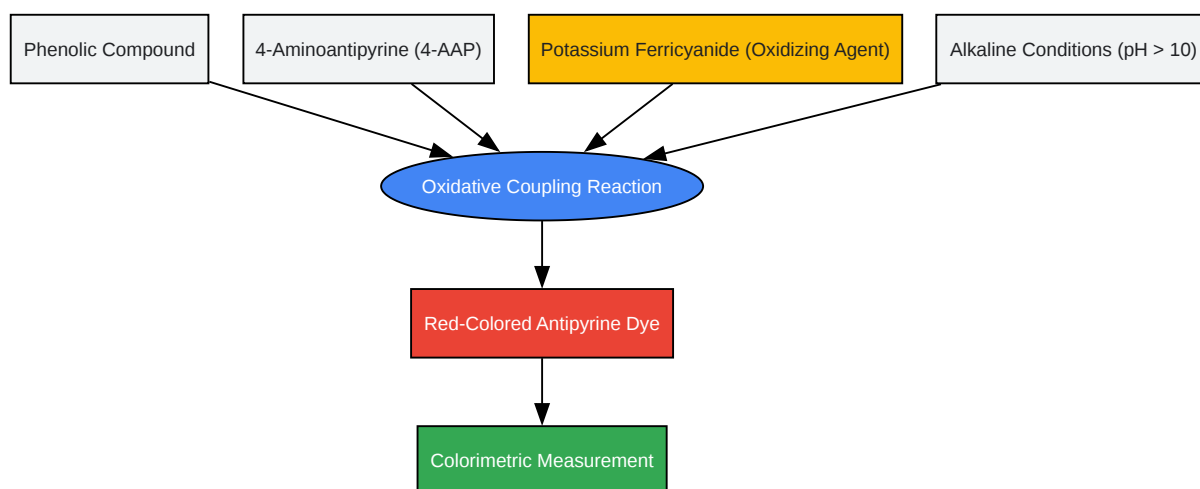 Phenolic Compound
4-Aminoantipyrine (4-AAP)
Potassium Ferricyanide (Oxidizing Agent)
Alkaline Conditions (pH > 10)
Oxidative Coupling Reaction
Red-Colored Antipyrine Dye
Colorimetric Measurement